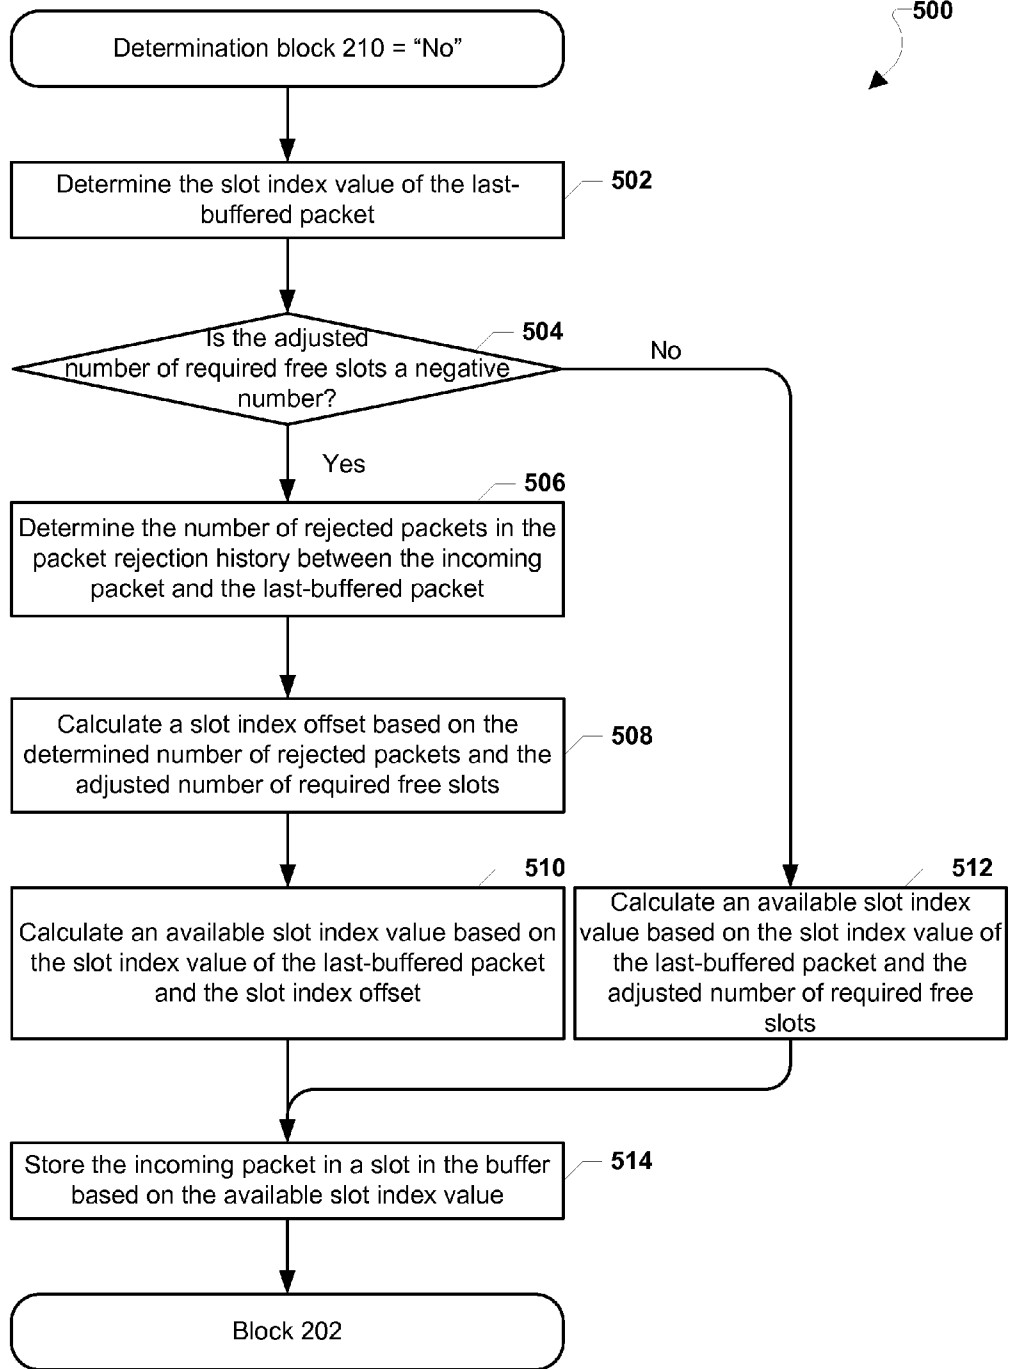 500
Determination block 210 = “No”
Determine the slot index value of the last-
buffered packet
502
Is the adjusted
number of required free slots a negative
number?
504
No
Yes
506
Determine the number of rejected packets in the
packet rejection history between the incoming
packet and the last-buffered packet
Calculate a slot index offset based on the
determined number of rejected packets and the
adjusted number of required free slots
508
510
Calculate an available slot index value based on
the slot index value of the last-buffered packet
and the slot index offset
512
Calculate an available slot index
value based on the slot index value of
the last-buffered packet and the
adjusted number of required free
slots
Store the incoming packet in a slot in the buffer
based on the available slot index value
514
Block 202